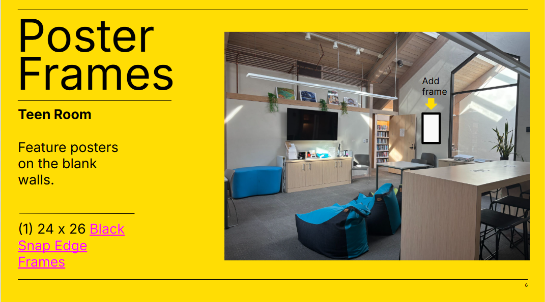 Poster
Frames
Teen Room
Feature posters
on the blank
walls.
(1) 24 x 26 Black
Snap Edge
Frames
Add
frame
6